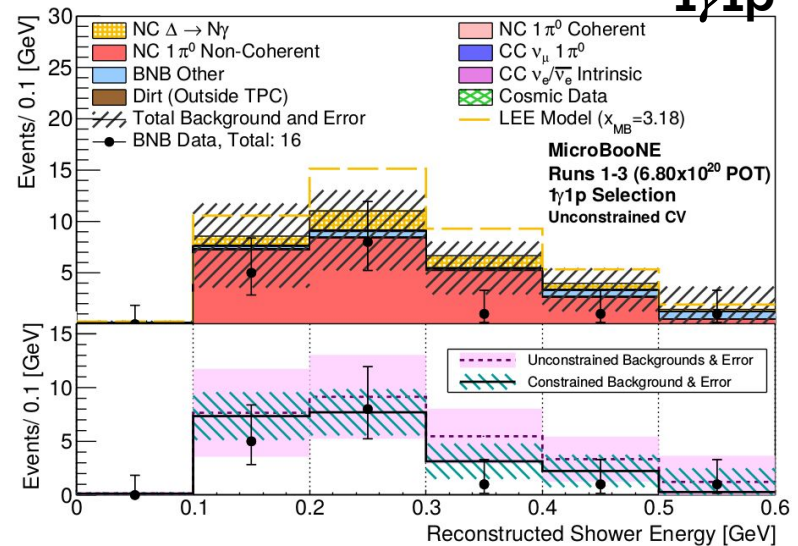 1γ1p
30
25
20
15
10
5
Events/ 0.1 [GeV]
NC Δ → Nγ
NC 1π⁰ Non-Coherent
BNB Other
Dirt (Outside TPC)
Total Background and Error
BNB Data, Total: 16
NC 1π⁰ Coherent
CC νμ 1π⁰
CC νe/ν̅e Intrinsic
Cosmic Data
LEE Model (xMB=3.18)
MicroBooNE
Runs 1-3 (6.80x10²⁰ POT)
1γ1p Selection
Unconstrained CV
15
10
5
0
Events/ 0.1 [GeV]
Unconstrained Backgrounds & Error
Constrained Background & Error
0 0.1 0.2 0.3 0.4 0.5 0.6
Reconstructed Shower Energy [GeV]